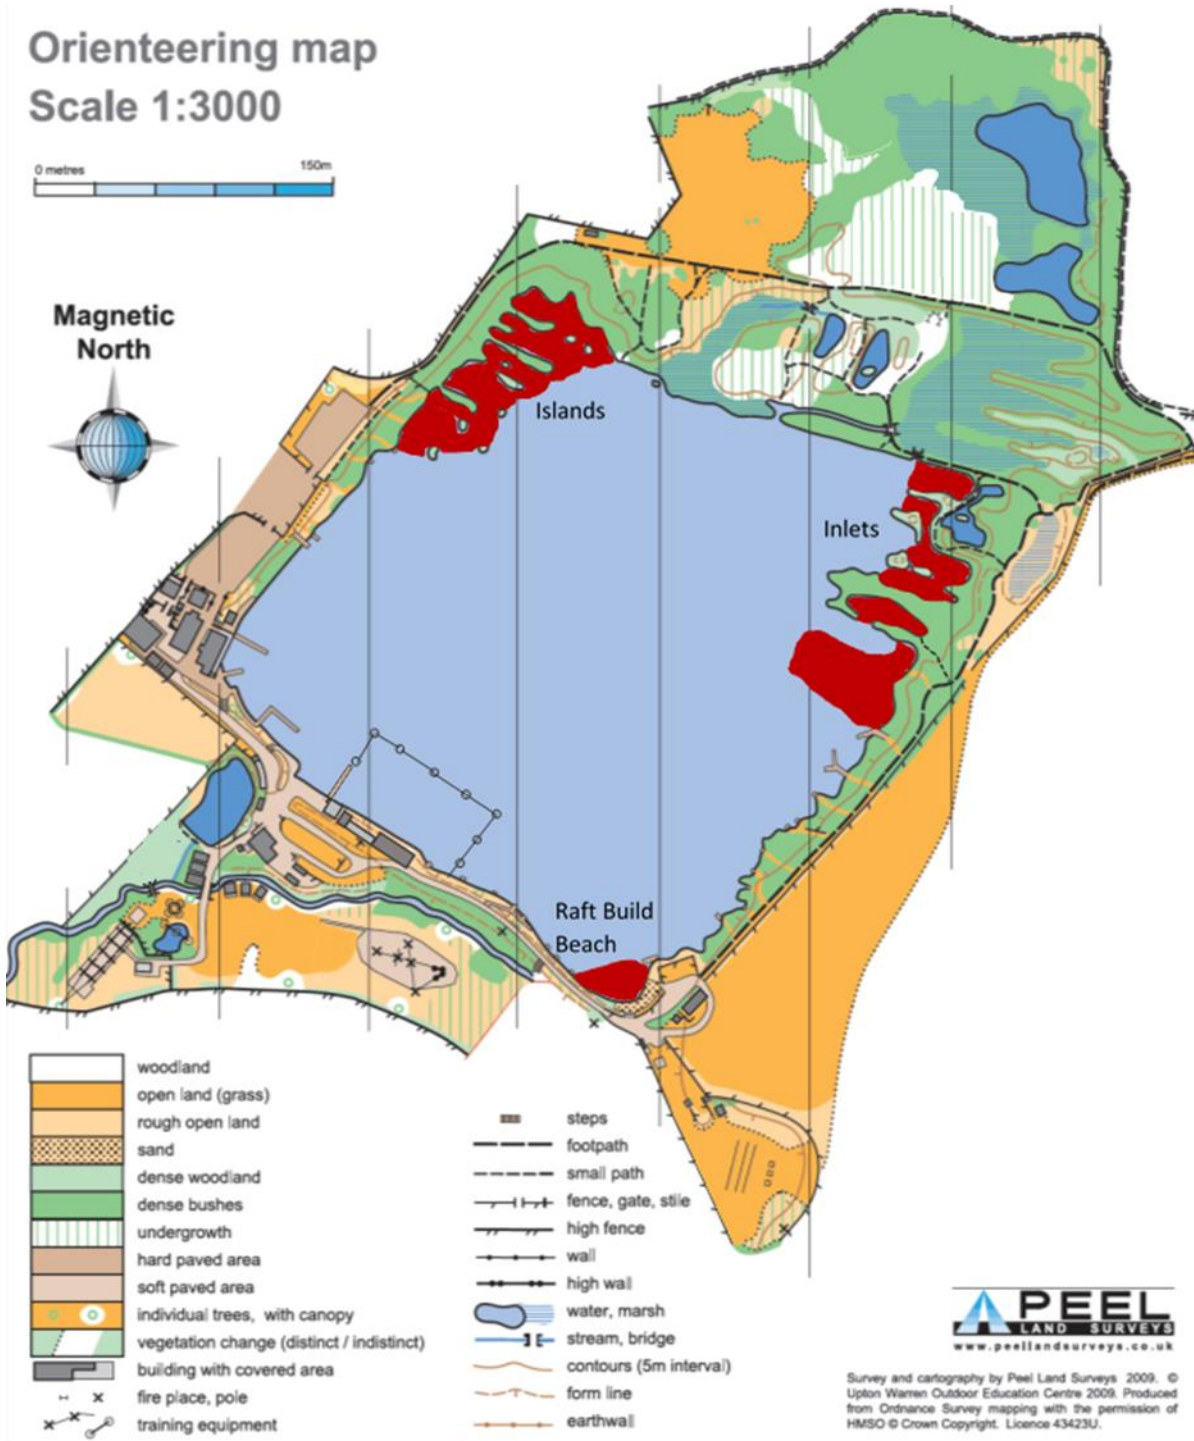 Orienteering map
Scale 1:3000
0 metres
150m
Magnetic
North
Islands
Inlets
Raft Build
Beach
woodland
open land (grass)
rough open land
sand
dense woodland
dense bushes
undergrowth
hard paved area
soft paved area
individual trees, with canopy
vegetation change (distinct / indistinct)
building with covered area
fire place, pole
training equipment
steps
footpath
small path
fence, gate, stile
high fence
wall
high wall
water, marsh
stream, bridge
contours (5m interval)
form line
earthwall
PEEL
LAND SURVEYS
www.peellandsurveys.co.uk
Survey and cartography by Peel Land Surveys 2009. ©
Upton Warren Outdoor Education Centre 2009. Produced
from Ordnance Survey mapping with the permission of
HMSO © Crown Copyright. Licence 43423U.